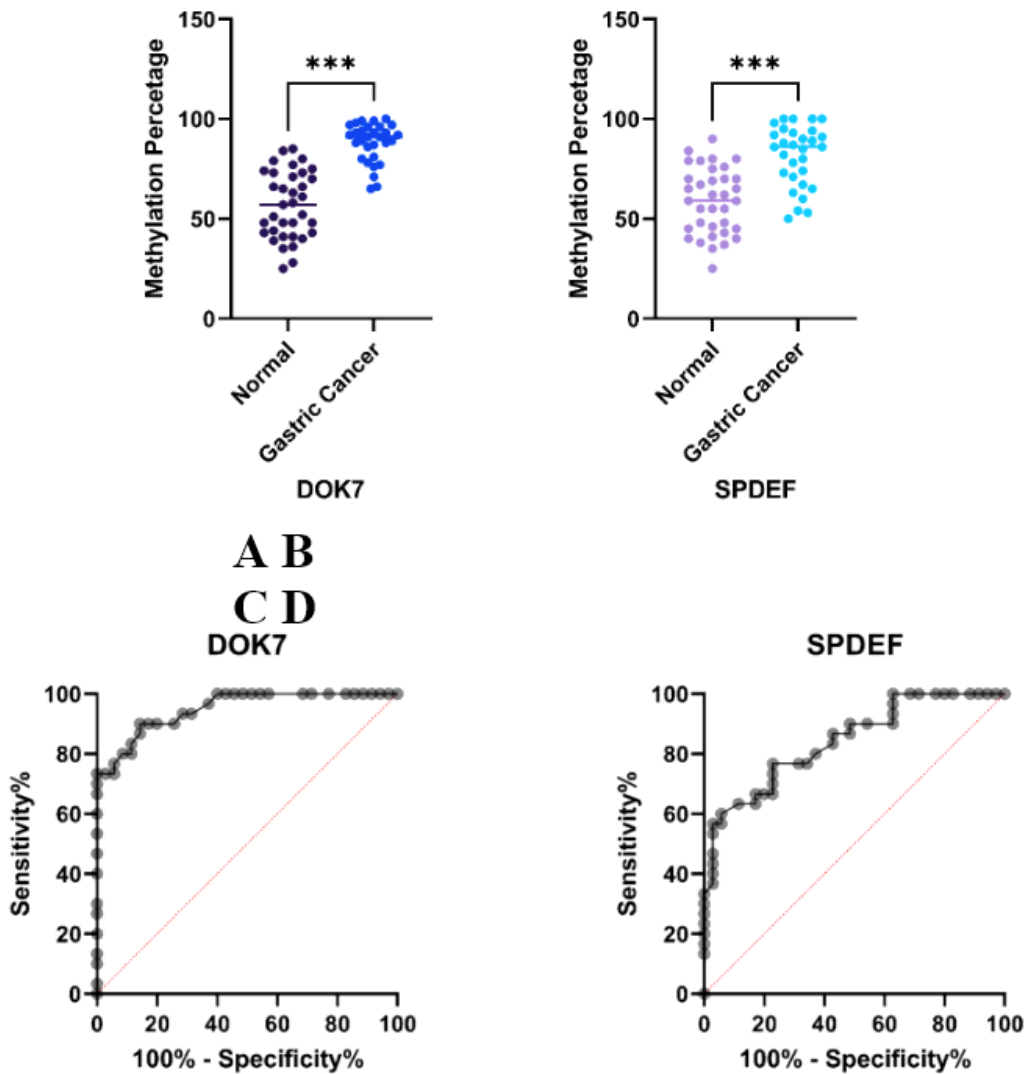 150
100
50
0
Methylation Percetage
***
Normal
Gastric Cancer
DOK7
150
100
50
0
Methylation Percetage
***
Normal
Gastric Cancer
SPDEF
A B
C D
DOK7
100
80
60
40
20
0
Sensitivity%
0 20 40 60 80 100
100% - Specificity%
SPDEF
100
80
60
40
20
0
Sensitivity%
0 20 40 60 80 100
100% - Specificity%